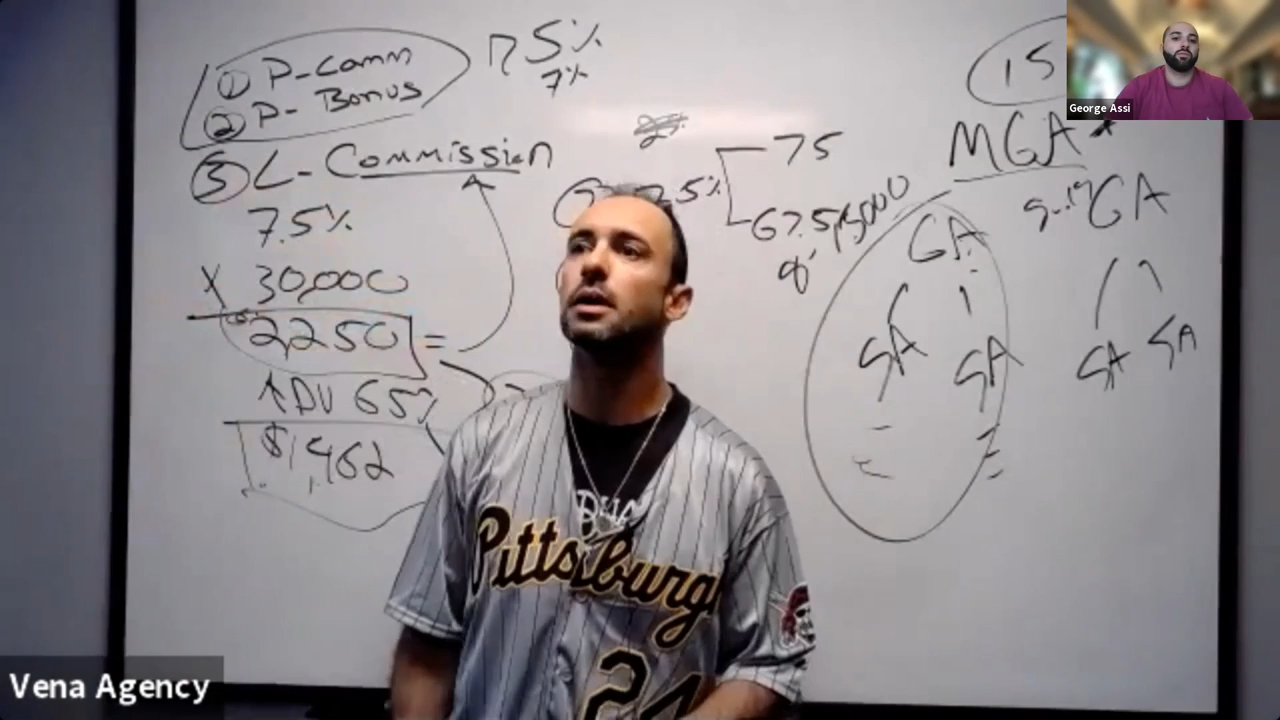 ① P-Comm
② P-Bonus
75%
7%
③ L-Commission
7.5%
X 30,000
2250 =
↑ADV 65%
$1,462
2%
75
67.5
15
MGA
GA
GA
SA
SA
SA
SA
George Assi
Pittsburgh
24
Vena Agency